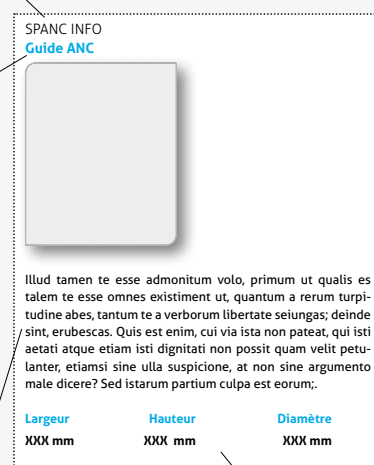 SPANC INFO
Guide ANC
Illud tamen te esse admonitum volo, primum ut qualis es
talem te esse omnes existiment ut, quantum a rerum turpi-
tudine abes, tantum te a verborum libertate seiungas; deinde
sint, erubescas. Quis est enim, cui via ista non pateat, qui isti
aetati atque etiam isti dignitati non possit quam velit petu-
lanter, etiamsi sine ulla suspicione, at non sine argumento
male dicere? Sed istarum partium culpa est eorum;.
Largeur Hauteur Diamètre
XXX mm XXX mm XXX mm